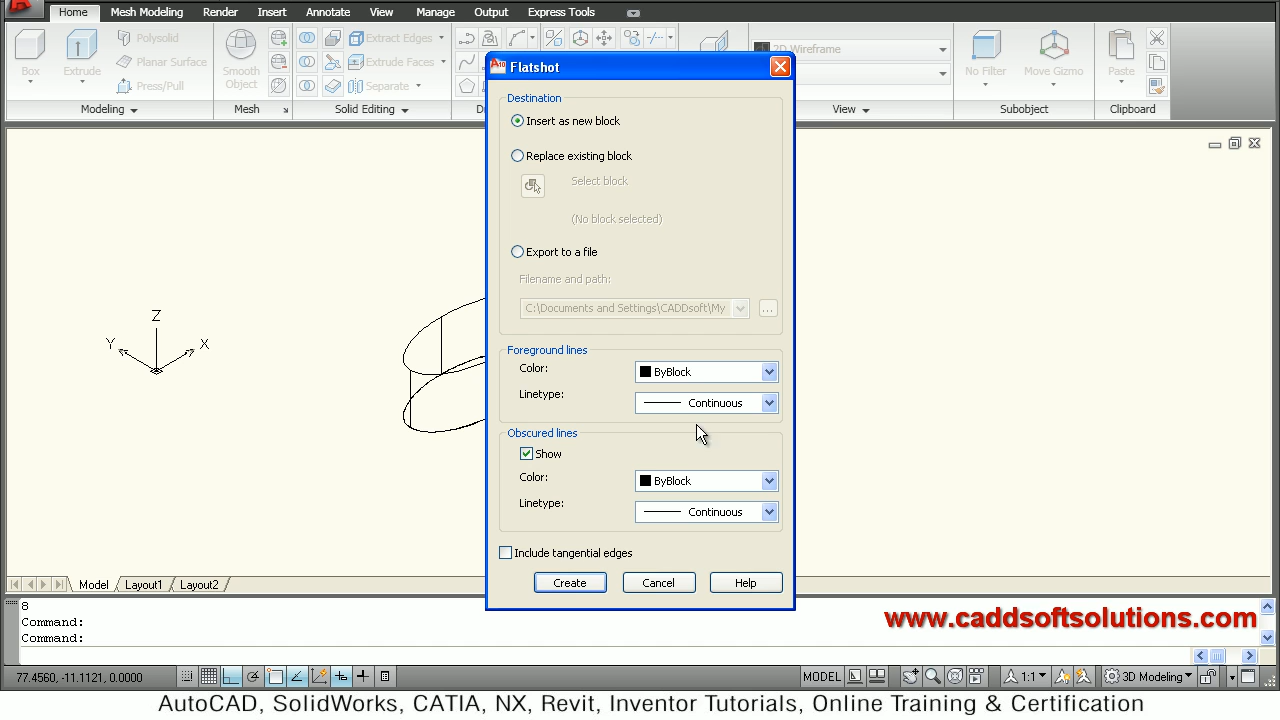 Home Mesh Modeling Render Insert Annotate View Manage Output Express Tools
Polysolid
Planar Surface
Press/Pull
Box
Extrude
Smooth
Object
Extrude Edges
Extrude Faces
Separate
2D Wireframe
No Filter
Move Gizmo
Paste
Modeling
Mesh
Solid Editing
View
Subobject
Clipboard
Flatshot
Destination
Insert as new block
Replace existing block
Select block
(No block selected)
Export to a file
Filename and path:
C:\Documents and Settings\CADDsoft\My
...
Foreground lines
Color: ByBlock
Linetype: Continuous
Obscured lines
Show
Color: ByBlock
Linetype: Continuous
Include tangential edges
Create Cancel Help
Z
Y X
Model Layout1 Layout2
8
Command:
Command:
www.caddsoftsolutions.com
77.4560, -11.1121, 0.0000
MODEL
1:1
3D Modeling
AutoCAD, SolidWorks, CATIA, NX, Revit, Inventor Tutorials, Online Training & Certification